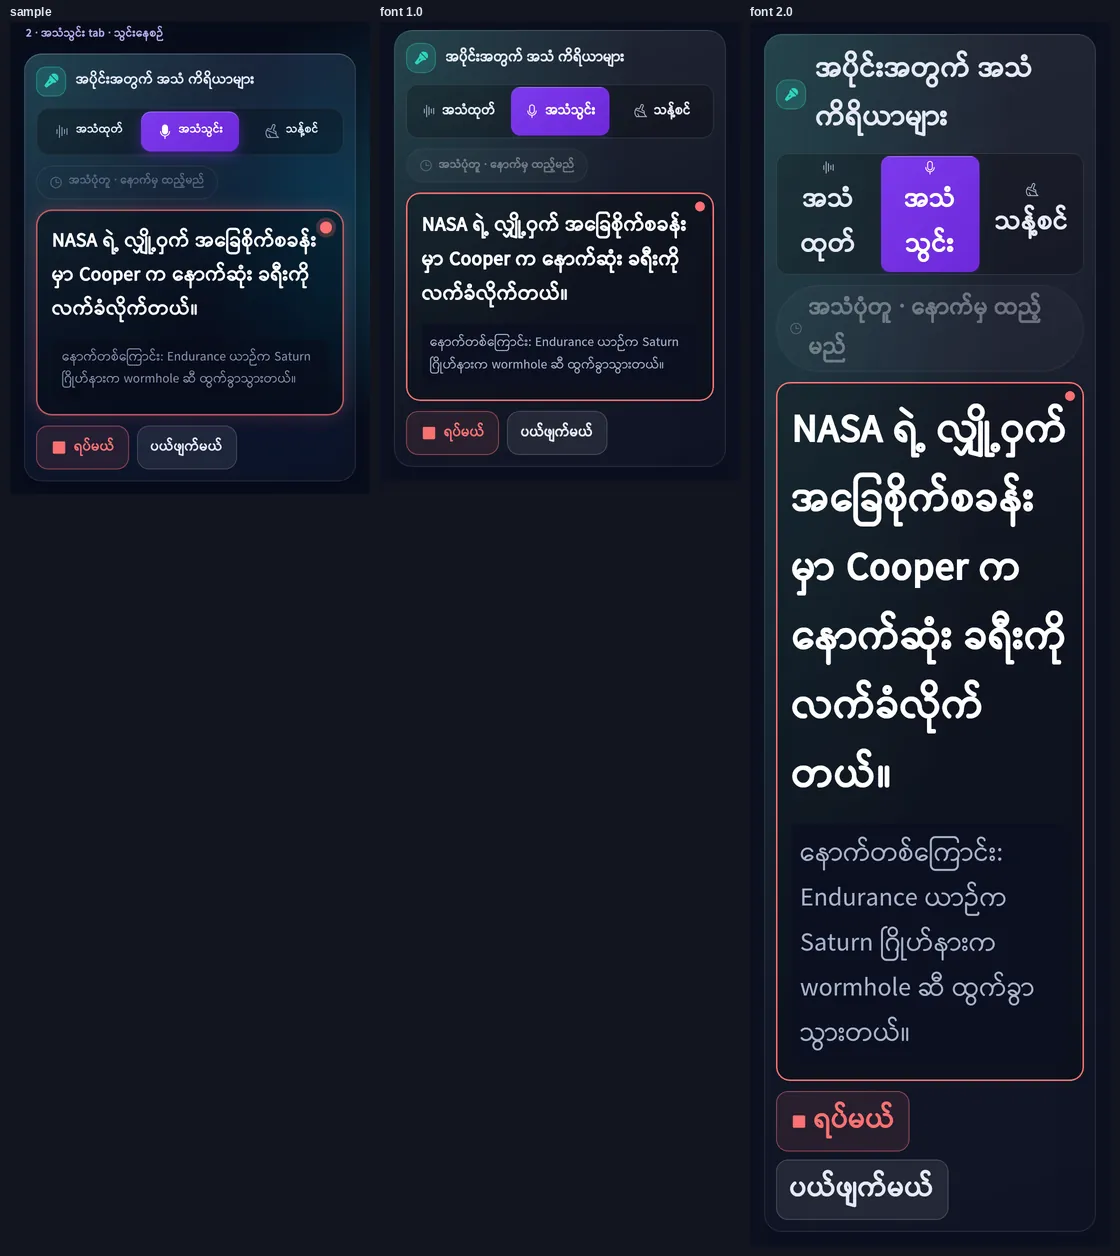 sample
2 · အသံသွင်း tab · သွင်းနေစဉ်
အပိုင်းအတွက် အသံ ကိရိယာများ
အသံထုတ်
အသံသွင်း
သန့်စင်
အသံပုံတူ · နောက်မှ ထည့်မည်
NASA ရဲ့ လျှို့ဝှက် အခြေစိုက်စခန်း
မှာ Cooper က နောက်ဆုံး ခရီးကို
လက်ခံလိုက်တယ်။
နောက်တစ်ကြောင်း: Endurance ယာဉ်က Saturn
ဂြိုဟ်နားက wormhole ဆီ ထွက်ခွာသွားတယ်။
ရပ်မယ်
ပယ်ဖျက်မယ်
font 1.0
အပိုင်းအတွက် အသံ ကိရိယာများ
အသံထုတ်
အသံသွင်း
သန့်စင်
အသံပုံတူ · နောက်မှ ထည့်မည်
NASA ရဲ့ လျှို့ဝှက် အခြေစိုက်စခန်း
မှာ Cooper က နောက်ဆုံး ခရီးကို
လက်ခံလိုက်တယ်။
နောက်တစ်ကြောင်း: Endurance ယာဉ်က Saturn
ဂြိုဟ်နားက wormhole ဆီ ထွက်ခွာသွားတယ်။
ရပ်မယ်
ပယ်ဖျက်မယ်
font 2.0
အပိုင်းအတွက် အသံ
ကိရိယာများ
အသံ
ထုတ်
အသံ
သွင်း
သန့်စင်
အသံပုံတူ · နောက်မှ ထည့်
မည်
NASA ရဲ့ လျှို့ဝှက်
အခြေစိုက်စခန်း
မှာ Cooper က
နောက်ဆုံး ခရီးကို
လက်ခံလိုက်
တယ်။
နောက်တစ်ကြောင်း:
Endurance ယာဉ်က
Saturn ဂြိုဟ်နားက
wormhole ဆီ ထွက်ခွာ
သွားတယ်။
ရပ်မယ်
ပယ်ဖျက်မယ်